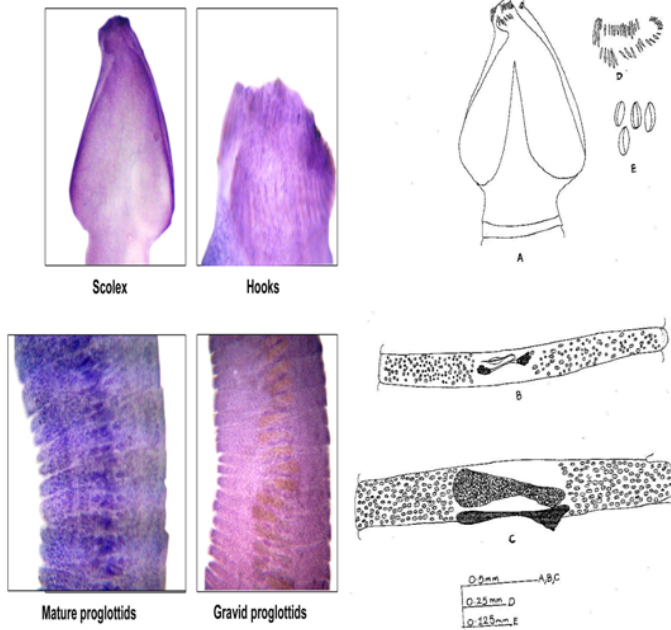 Scolex
Hooks
Mature proglottids
Gravid proglottids
D
E
A
B
C
0.5mm A,B,C
0.25mm D
0.125mm E